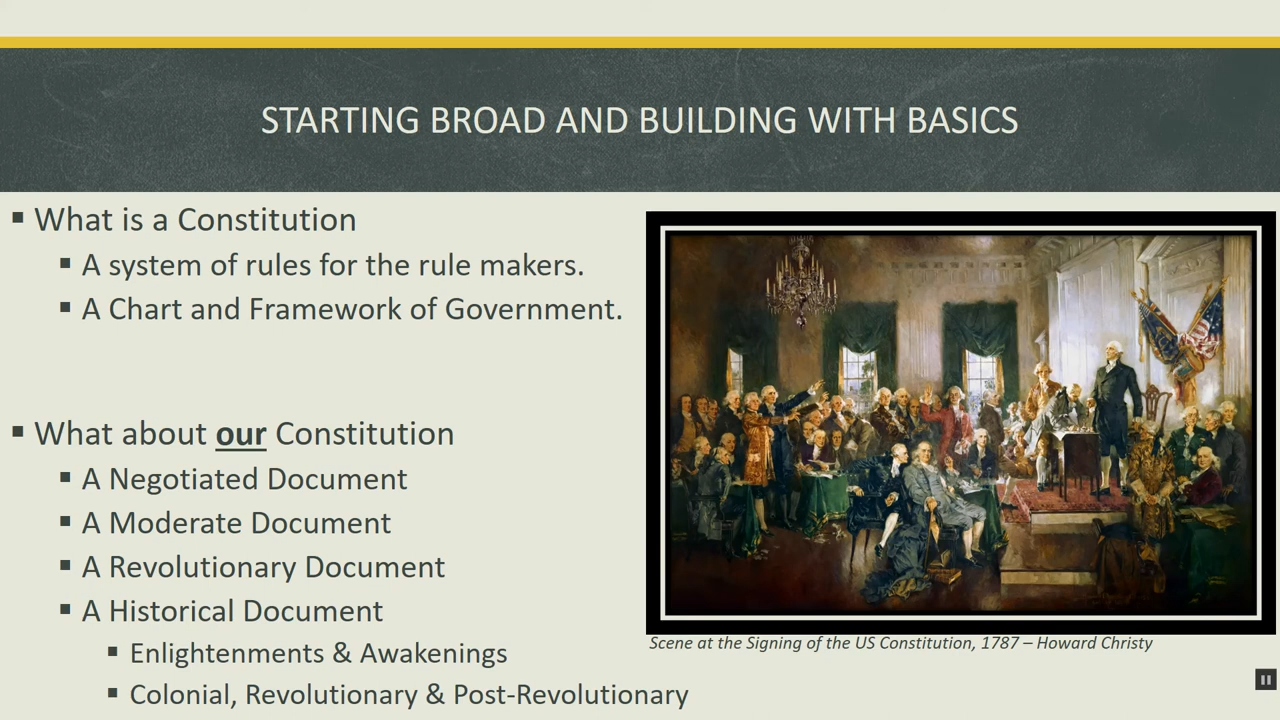 STARTING BROAD AND BUILDING WITH BASICS
What is a Constitution
A system of rules for the rule makers.
A Chart and Framework of Government.
What about our Constitution
A Negotiated Document
A Moderate Document
A Revolutionary Document
A Historical Document
Enlightenments & Awakenings
Colonial, Revolutionary & Post-Revolutionary
Scene at the Signing of the US Constitution, 1787 – Howard Christy